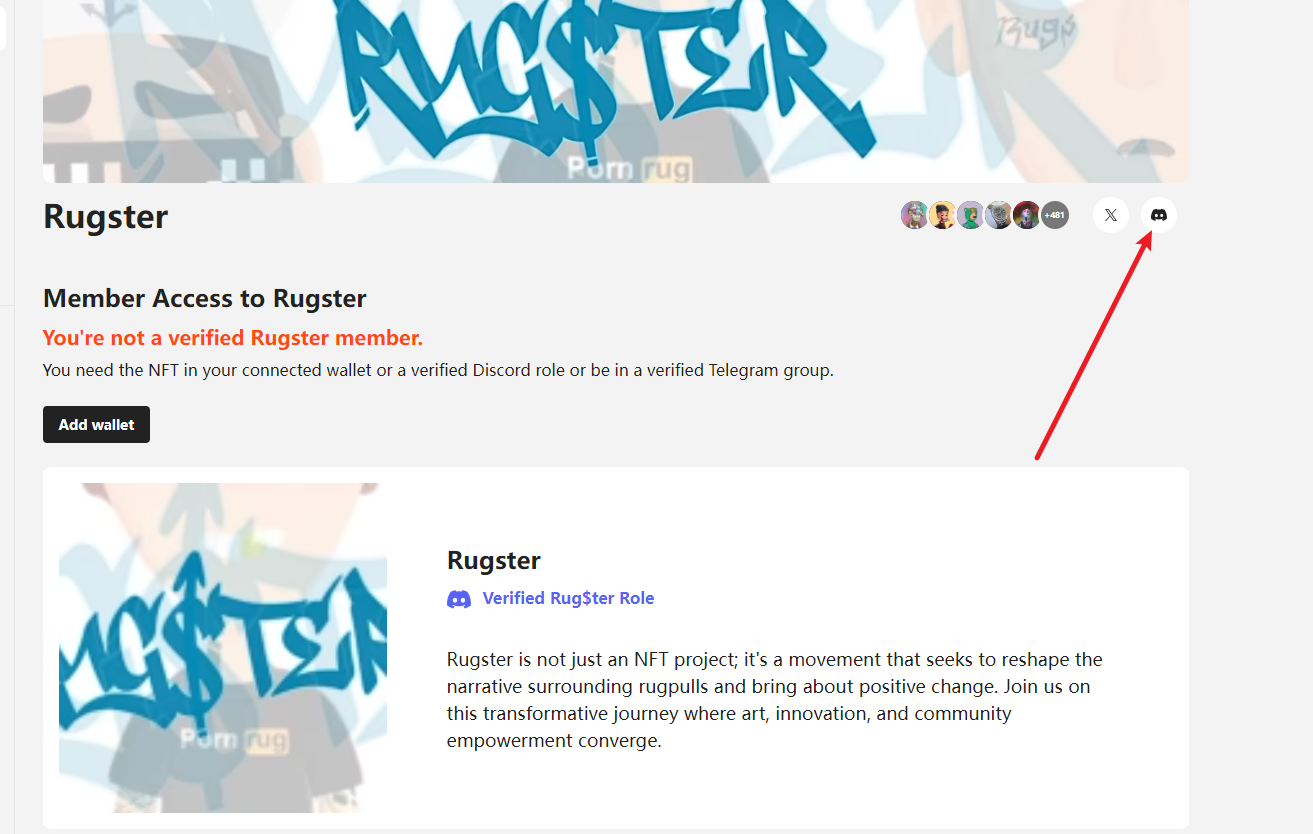 RUG$TER
Rug$
Porn rug
Rugster
+481
X
Member Access to Rugster
You're not a verified Rugster member.
You need the NFT in your connected wallet or a verified Discord role or be in a verified Telegram group.
Add wallet
RUG$TER
Porn rug
Rugster
Verified Rug$ter Role
Rugster is not just an NFT project; it's a movement that seeks to reshape the
narrative surrounding rugpulls and bring about positive change. Join us on
this transformative journey where art, innovation, and community
empowerment converge.